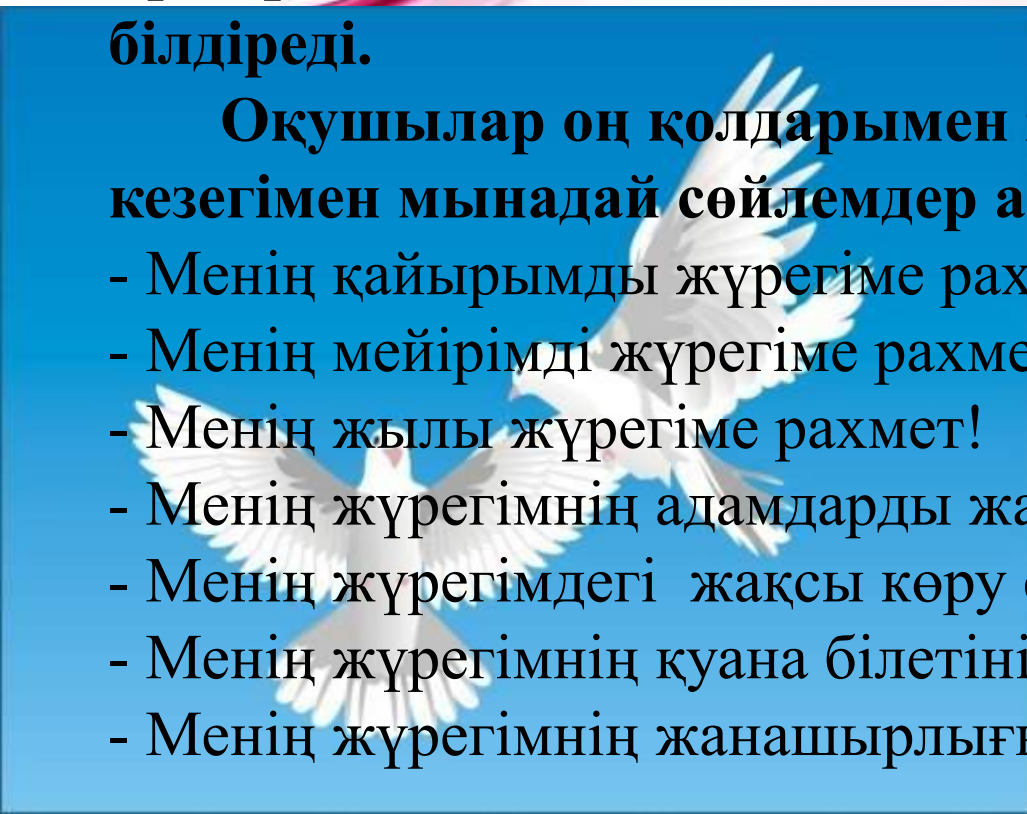 білдіреді.
Оқушылар оң қолдарымен
кезегімен мынадай сөйлемдер
- Менің қайырымды жүрегіме
- Менің мейірімді жүрегіме
- Менің жылы жүрегіме рахмет!
- Менің жүрегімнің адамдарды
- Менің жүрегімдегі жақсы көру
- Менің жүрегімнің қуана
- Менің жүрегімнің